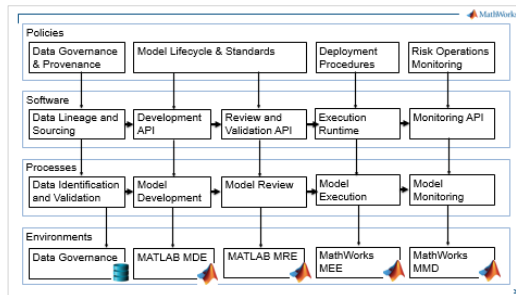 MathWorks
Policies
Data Governance
& Provenance
Model Lifecycle & Standards
Deployment
Procedures
Risk Operations
Monitoring
Software
Data Lineage and
Sourcing
Development
API
Review and
Validation API
Execution
Runtime
Monitoring API
Processes
Data Identification
and Validation
Model
Development
Model Review
Model
Execution
Model
Monitoring
Environments
Data Governance
MATLAB MDE
MATLAB MRE
MathWorks
MEE
MathWorks
MMD